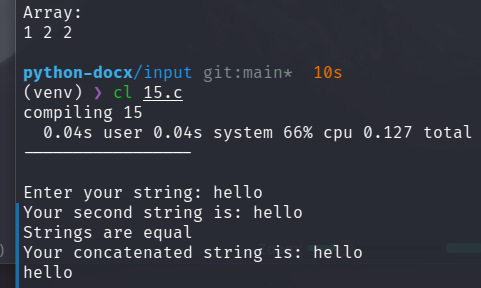 Array:
1 2 2
python-docx/input git:main* 10s
(venv) ❯ cl 15.c
compiling 15
0.04s user 0.04s system 66% cpu 0.127 total
─────────────────
Enter your string: hello
Your second string is: hello
Strings are equal
Your concatenated string is: hello
hello